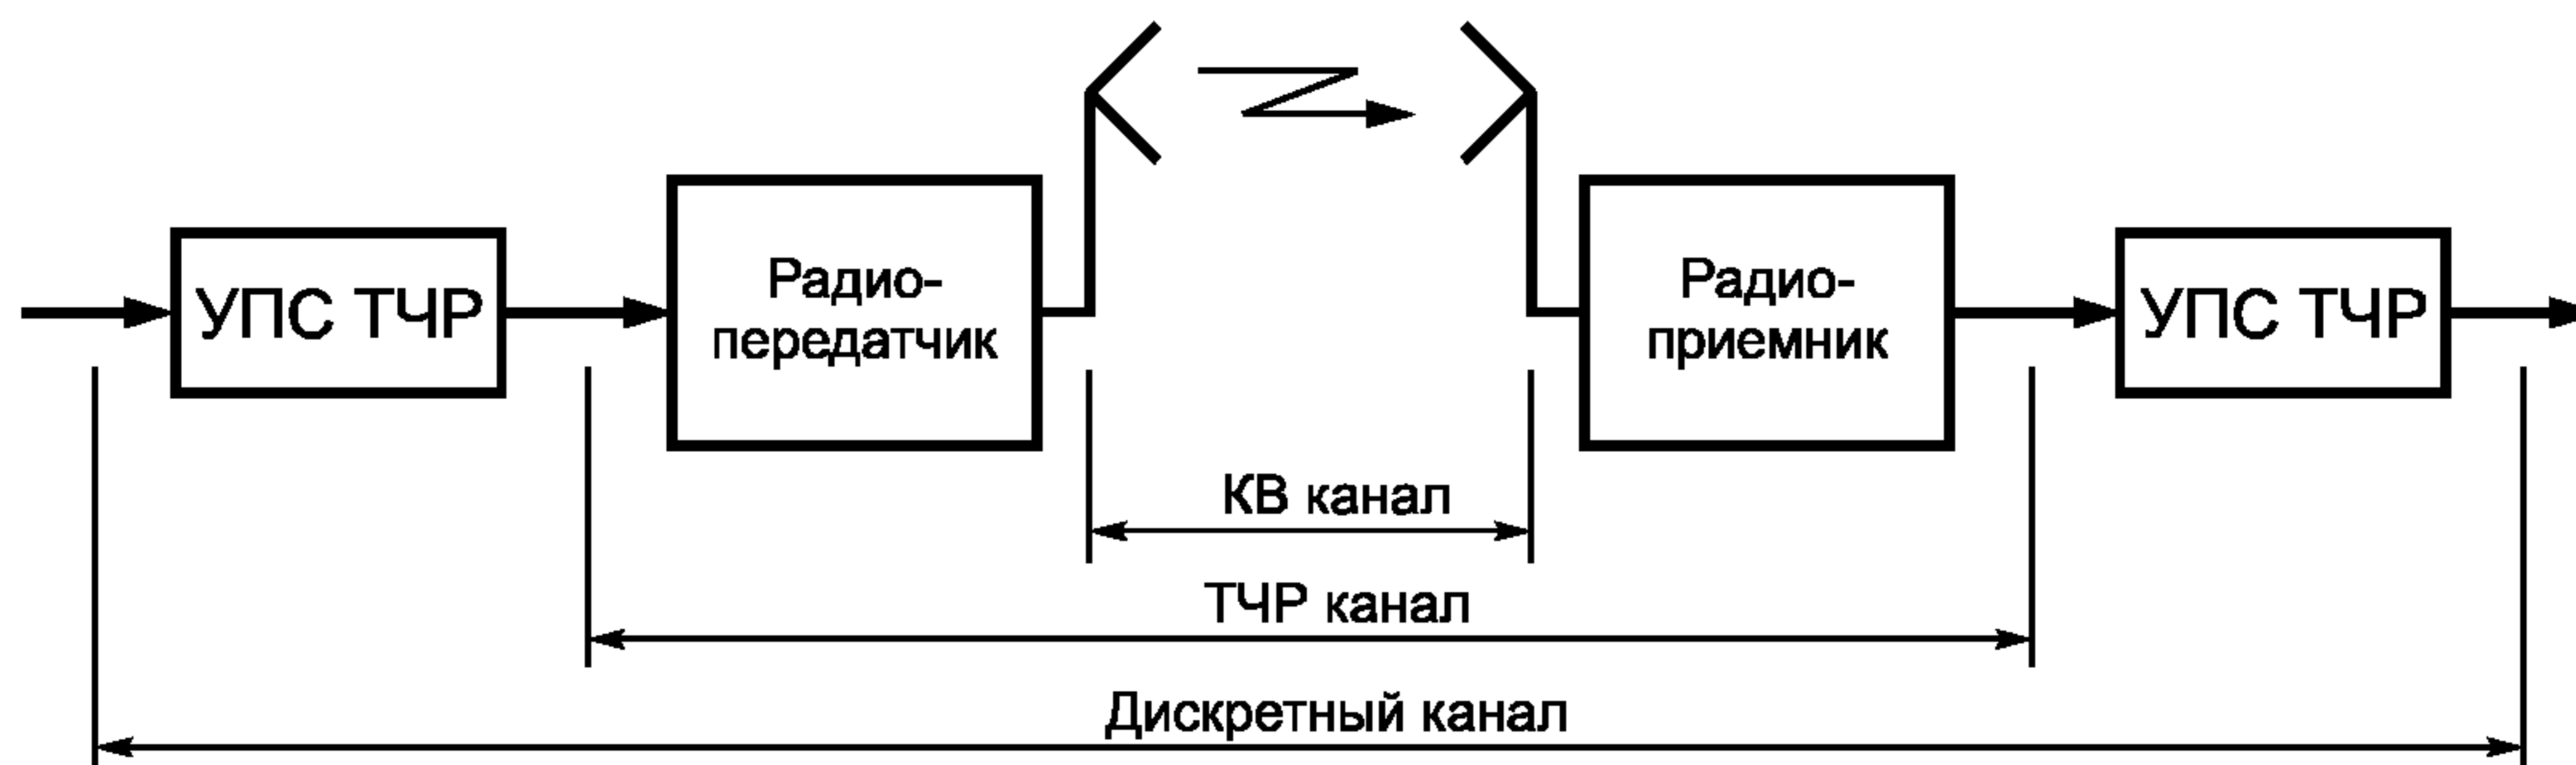 УПС ТЧР
Радио-
передатчик
Радио-
приемник
УПС ТЧР
КВ канал
ТЧР канал
Дискретный канал